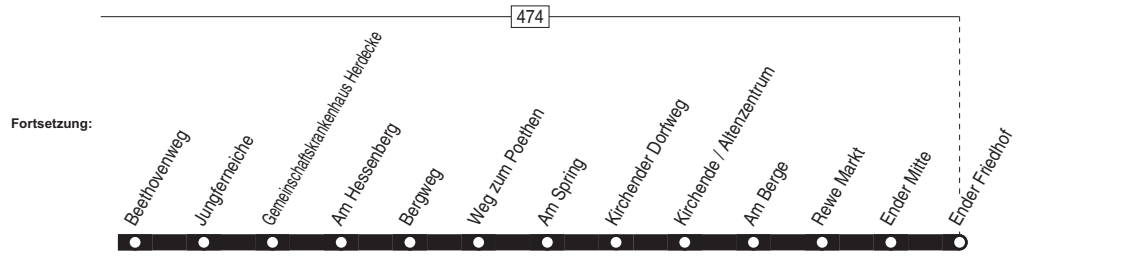 474
Fortsetzung:
Beethovenweg
Jungferneiche
Gemeinschaftskrankenhaus Herdecke
Am Hessenberg
Bergweg
Weg zum Poethen
Am Spring
Kirchender Dorfweg
Kirchende / Altenzentrum
Am Berge
Rewe Markt
Ender Mitte
Ender Friedhof